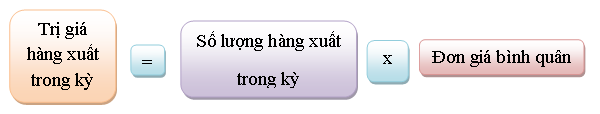 Trị giá
hàng xuất
trong kỳ
=
Số lượng hàng xuất
trong kỳ
x
Đơn giá bình quân